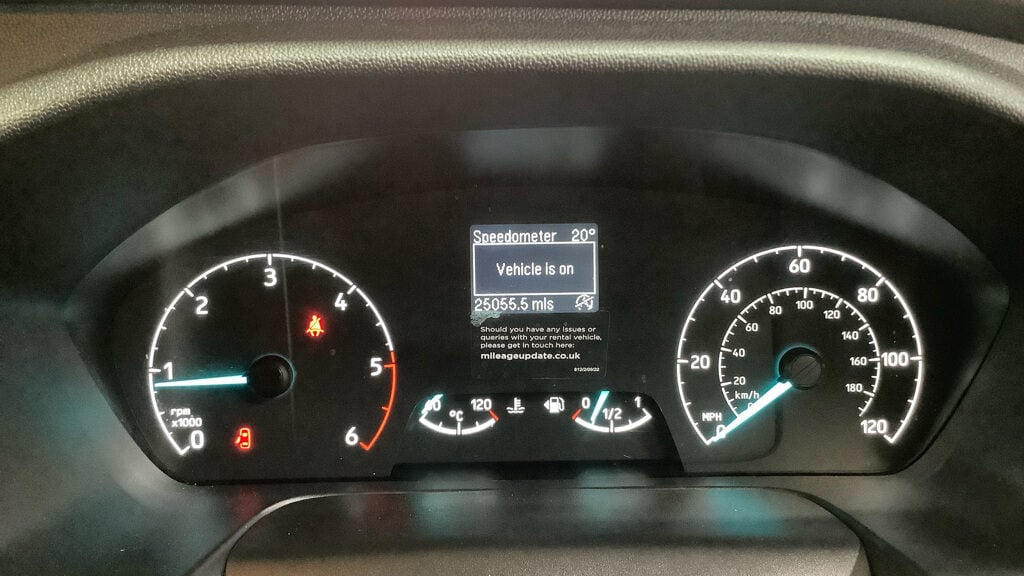 Speedometer 20°
Vehicle is on
25055.5 mls
Should you have any issues or
queries with your rental vehicle,
please get in touch here:
mileageupdate.co.uk
0 1 2 3 4 5 6
rpm
x1000
°C
120
0 1/2 1
0 20 40 60 80 100 120
MPH
20 40 60 80 100 120 140 160 180
km/h